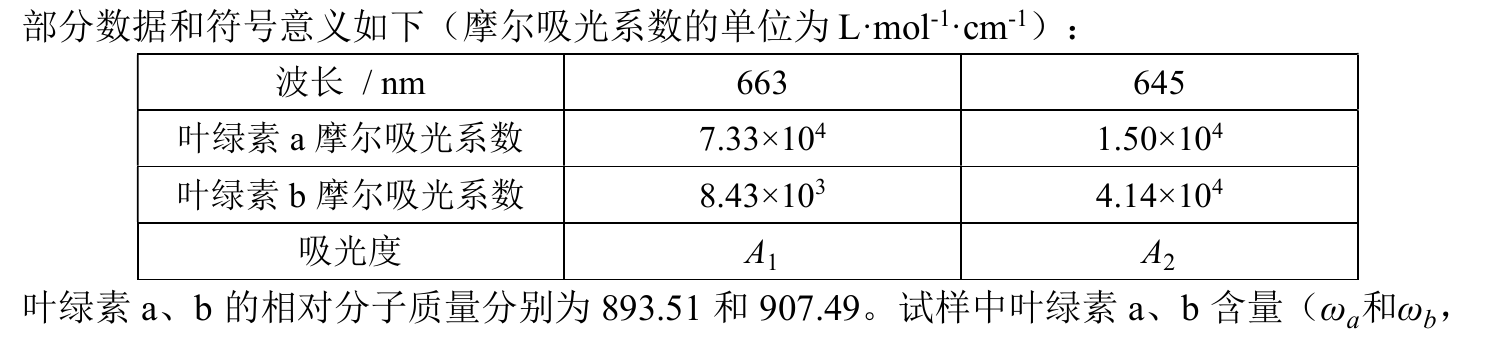 部分数据和符号意义如下（摩尔吸光系数的单位为 L·mol⁻¹·cm⁻¹）：
波长 / nm 663 645
叶绿素 a 摩尔吸光系数 7.33×10⁴ 1.50×10⁴
叶绿素 b 摩尔吸光系数 8.43×10³ 4.14×10⁴
吸光度 A₁ A₂
叶绿素 a、b 的相对分子质量分别为 893.51 和 907.49。试样中叶绿素 a、b 含量（ωₐ和ω_b，